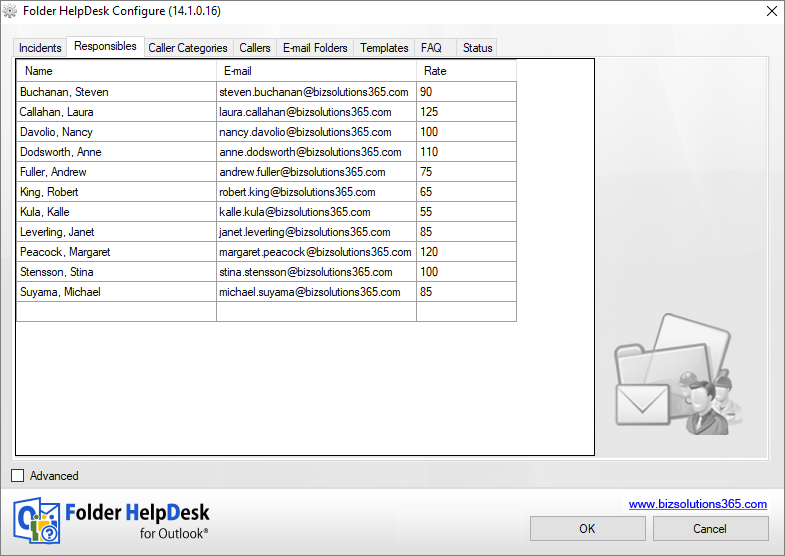 Folder HelpDesk Configure (14.1.0.16)
Incidents Responsibles Caller Categories Callers E-mail Folders Templates FAQ Status
Name E-mail Rate
Buchanan, Steven steven.buchanan@bizsolutions365.com 90
Callahan, Laura laura.callahan@bizsolutions365.com 125
Davolio, Nancy nancy.davolio@bizsolutions365.com 100
Dodsworth, Anne anne.dodsworth@bizsolutions365.com 110
Fuller, Andrew andrew.fuller@bizsolutions365.com 75
King, Robert robert.king@bizsolutions365.com 65
Kula, Kalle kalle.kula@bizsolutions365.com 55
Leverling, Janet janet.leverling@bizsolutions365.com 85
Peacock, Margaret margaret.peacock@bizsolutions365.com 120
Stensson, Stina stina.stensson@bizsolutions365.com 100
Suyama, Michael michael.suyama@bizsolutions365.com 85
Advanced
Folder HelpDesk
for Outlook®
www.bizsolutions365.com
OK Cancel